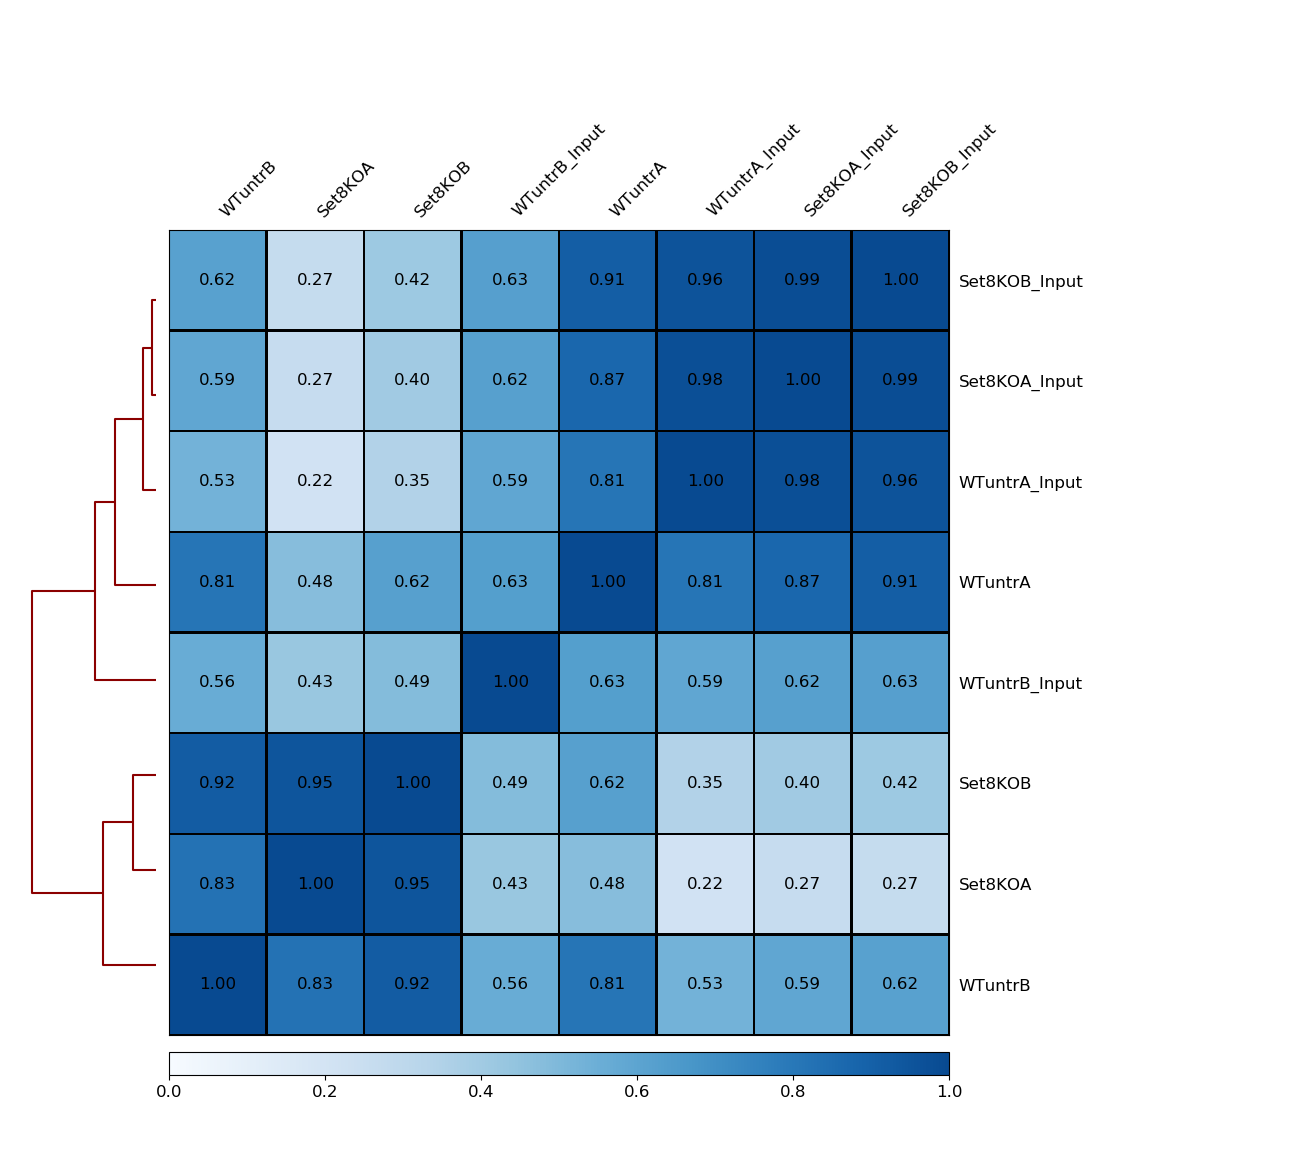 WTuntrB Set8KOA Set8KOB WTuntrB_Input WTuntrA WTuntrA_Input Set8KOA_Input Set8KOB_Input
0.62 0.27 0.42 0.63 0.91 0.96 0.99 1.00 Set8KOB_Input
0.59 0.27 0.40 0.62 0.87 0.98 1.00 0.99 Set8KOA_Input
0.53 0.22 0.35 0.59 0.81 1.00 0.98 0.96 WTuntrA_Input
0.81 0.48 0.62 0.63 1.00 0.81 0.87 0.91 WTuntrA
0.56 0.43 0.49 1.00 0.63 0.59 0.62 0.63 WTuntrB_Input
0.92 0.95 1.00 0.49 0.62 0.35 0.40 0.42 Set8KOB
0.83 1.00 0.95 0.43 0.48 0.22 0.27 0.27 Set8KOA
1.00 0.83 0.92 0.56 0.81 0.53 0.59 0.62 WTuntrB
0.0 0.2 0.4 0.6 0.8 1.0